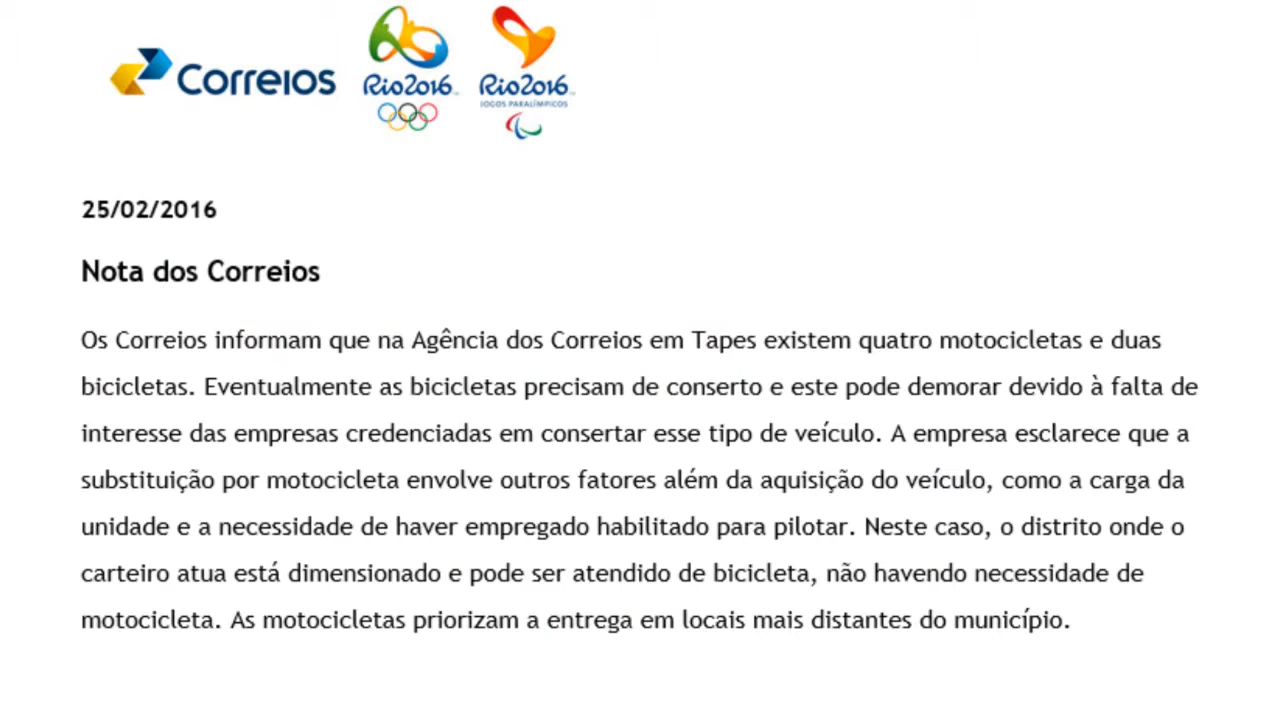 Correios
Rio2016
Rio2016
JOGOS PARALÍMPICOS
25/02/2016
Nota dos Correios
Os Correios informam que na Agência dos Correios em Tapes existem quatro motocicletas e duas
bicicletas. Eventualmente as bicicletas precisam de conserto e este pode demorar devido à falta de
interesse das empresas credenciadas em consertar esse tipo de veículo. A empresa esclarece que a
substituição por motocicleta envolve outros fatores além da aquisição do veículo, como a carga da
unidade e a necessidade de haver empregado habilitado para pilotar. Neste caso, o distrito onde o
carteiro atua está dimensionado e pode ser atendido de bicicleta, não havendo necessidade de
motocicleta. As motocicletas priorizam a entrega em locais mais distantes do município.